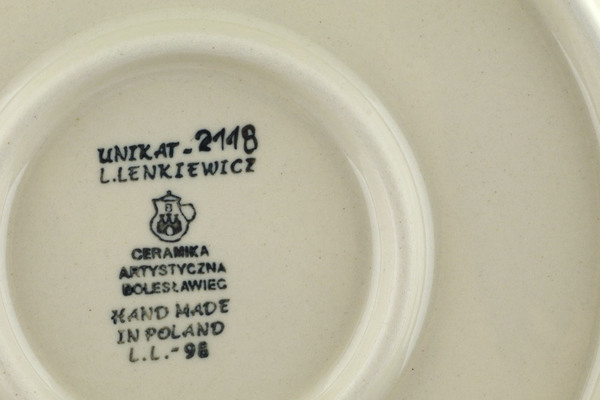 UNIKAT-2118
L.LENKIEWICZ
CERAMIKA
ARTYSTYCZNA
BOLESŁAWIEC
HAND MADE
IN POLAND
L.L.-98